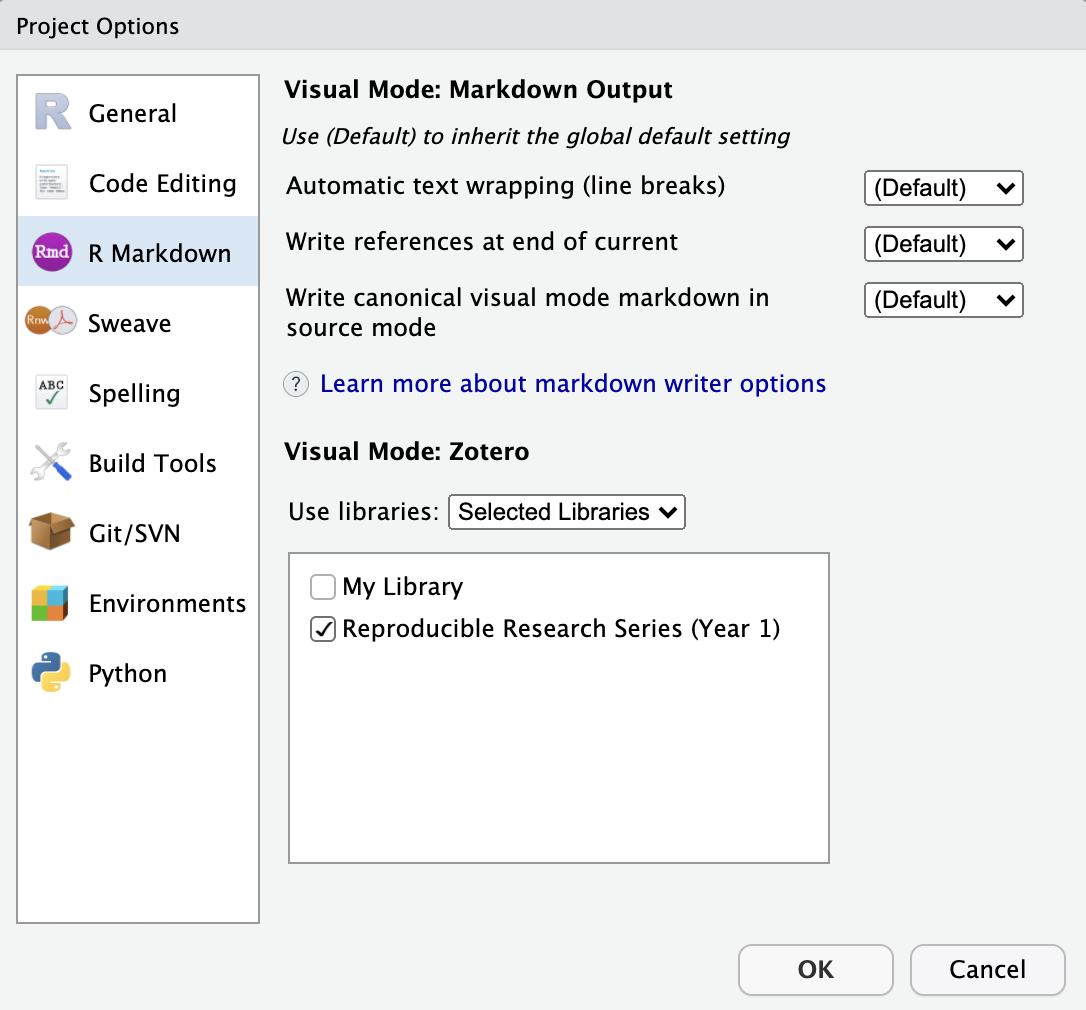 Project Options
General
Code Editing
Rmd
R Markdown
Rnw
Sweave
ABC
Spelling
Build Tools
Git/SVN
Environments
Python
Visual Mode: Markdown Output
Use (Default) to inherit the global default setting
Automatic text wrapping (line breaks) (Default)
Write references at end of current (Default)
Write canonical visual mode markdown in (Default)
source mode
? Learn more about markdown writer options
Visual Mode: Zotero
Use libraries: Selected Libraries
My Library
Reproducible Research Series (Year 1)
OK Cancel